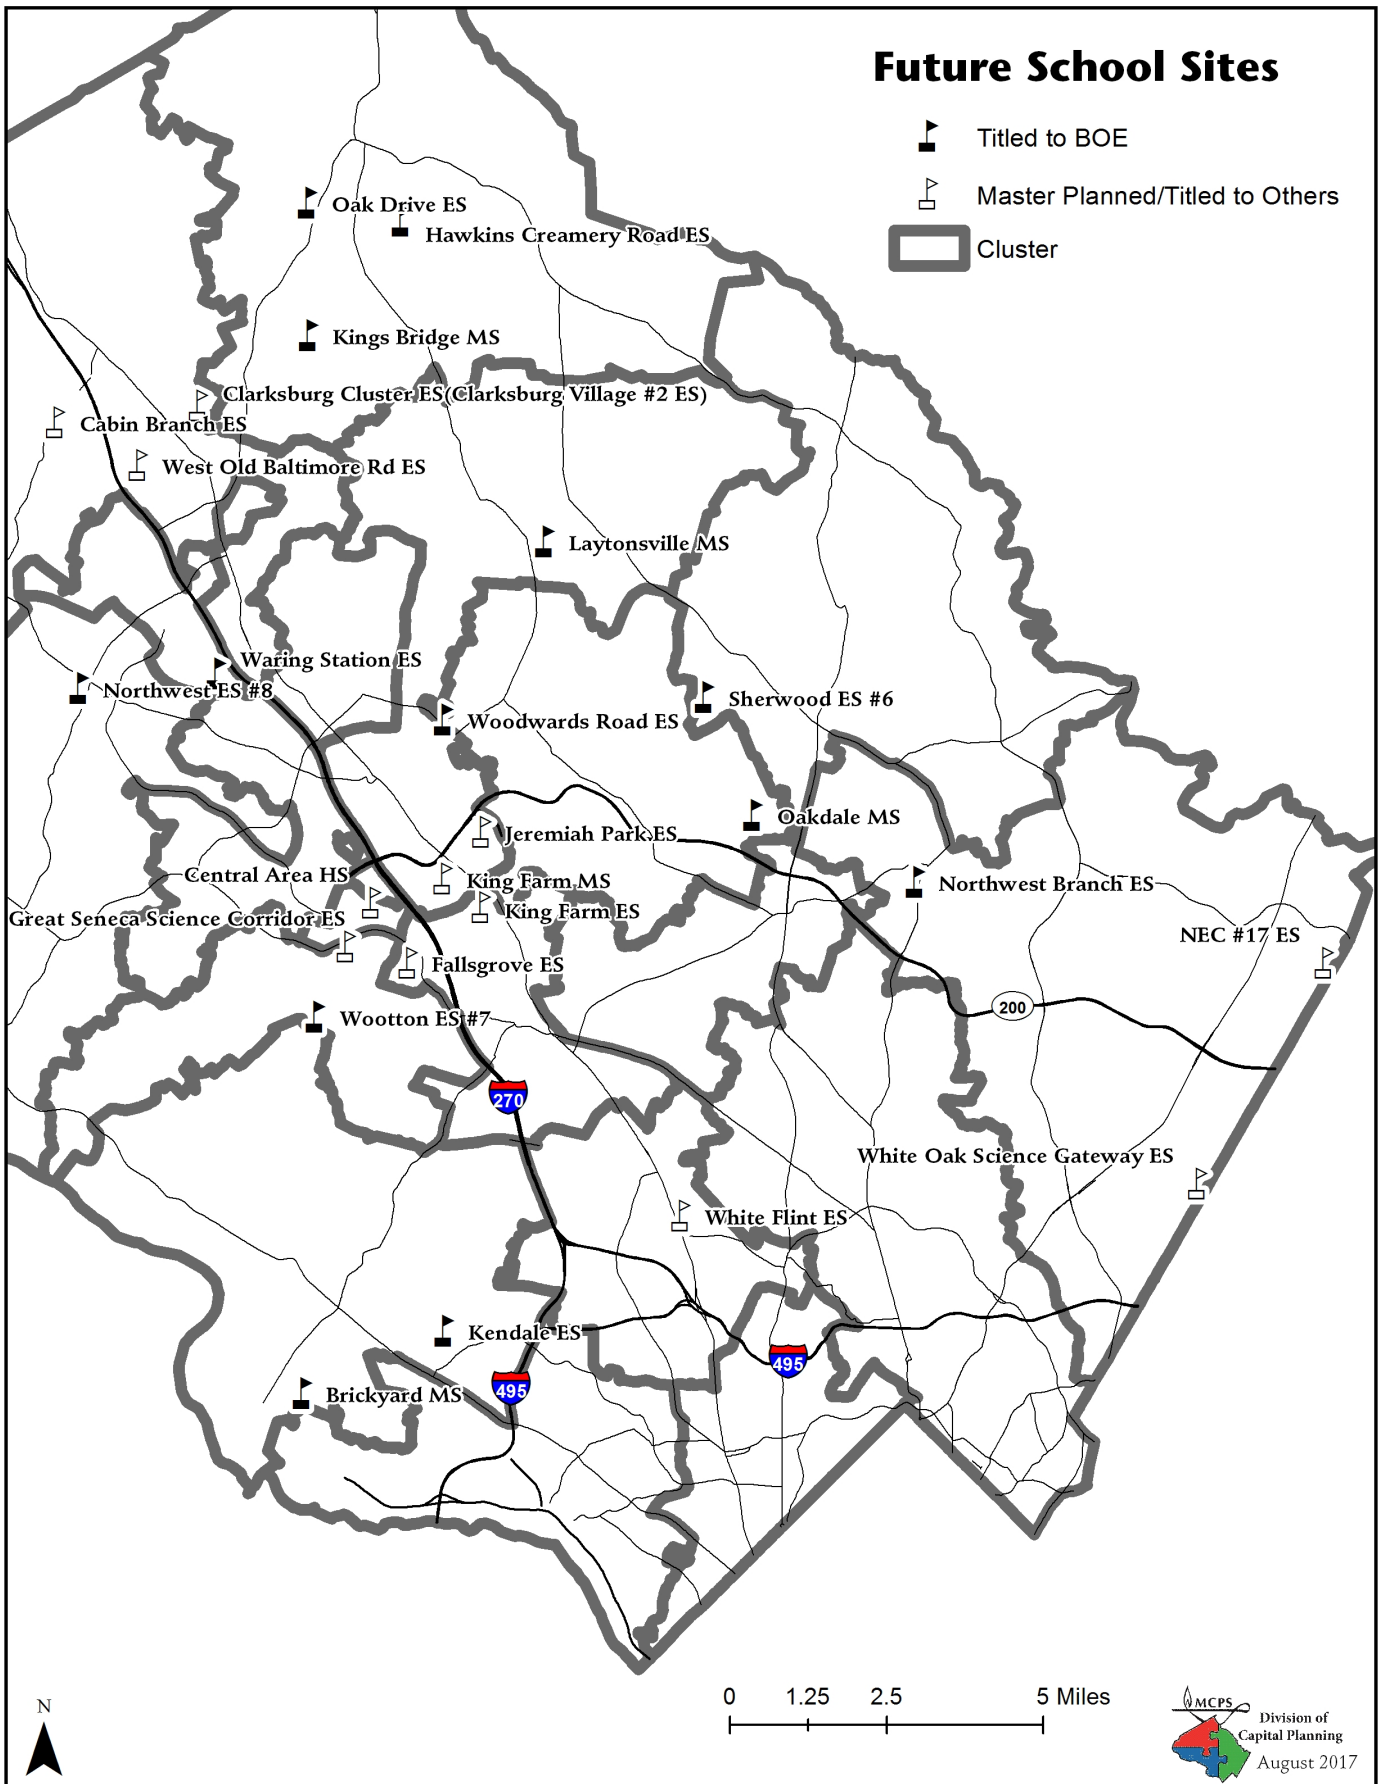 Future School Sites
Titled to BOE
Master Planned/Titled to Others
Cluster
Oak Drive ES
Hawkins Creamery Road ES
Kings Bridge MS
Clarksburg Cluster ES(Clarksburg Village #2 ES)
Cabin Branch ES
West Old Baltimore Rd ES
Laytonsville MS
Waring Station ES
Northwest ES #8
Sherwood ES #6
Woodwards Road ES
Oakdale MS
Jeremiah Park ES
Central Area HS
King Farm MS
Northwest Branch ES
King Farm ES
Great Seneca Science Corridor ES
NEC #17 ES
Fallsgrove ES
200
Wootton ES #7
270
White Oak Science Gateway ES
White Flint ES
Kendale ES
495
495
Brickyard MS
N
0 1.25 2.5 5 Miles
MCPS
Division of
Capital Planning
August 2017